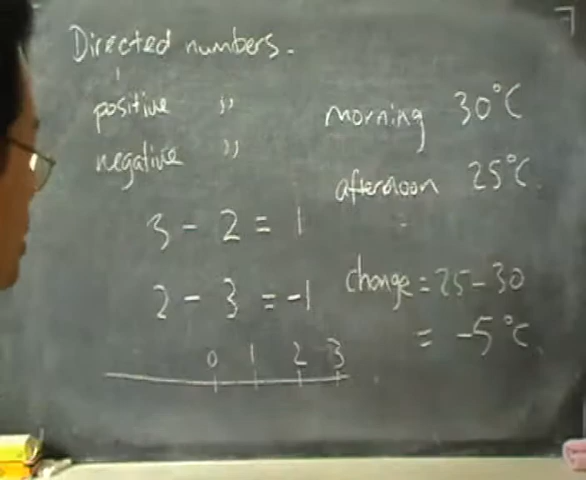 Directed numbers.
positive "
negative "
3 - 2 = 1
2 - 3 = -1
0 1 2 3
7
morning 30°C
afternoon 25°C.
change = 25 - 30
= -5°C.